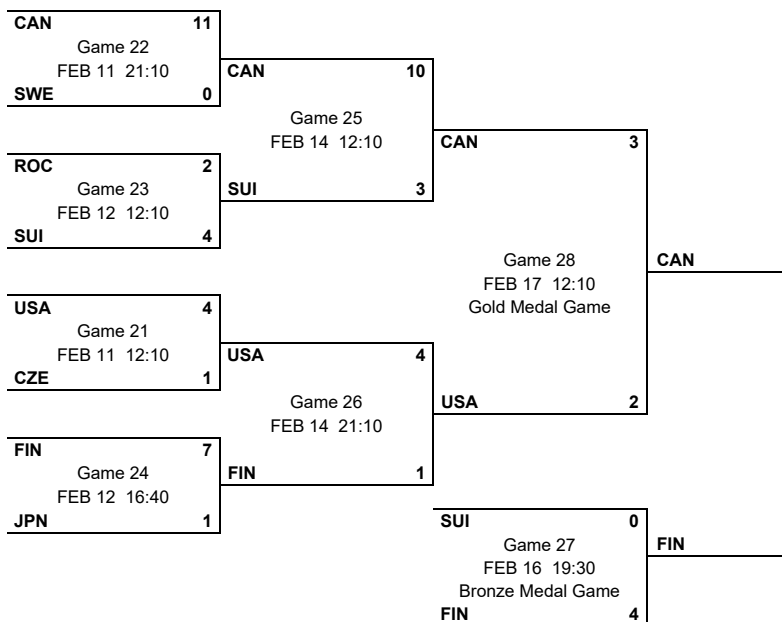 CAN 11
Game 22
FEB 11 21:10
SWE 0
ROC 2
Game 23
FEB 12 12:10
SUI 4
USA 4
Game 21
FEB 11 12:10
CZE 1
FIN 7
Game 24
FEB 12 16:40
JPN 1
CAN 10
Game 25
FEB 14 12:10
SUI 3
USA 4
Game 26
FEB 14 21:10
FIN 1
CAN 3
Game 28
FEB 17 12:10
Gold Medal Game
USA 2
SUI 0
Game 27
FEB 16 19:30
Bronze Medal Game
FIN 4
CAN
FIN